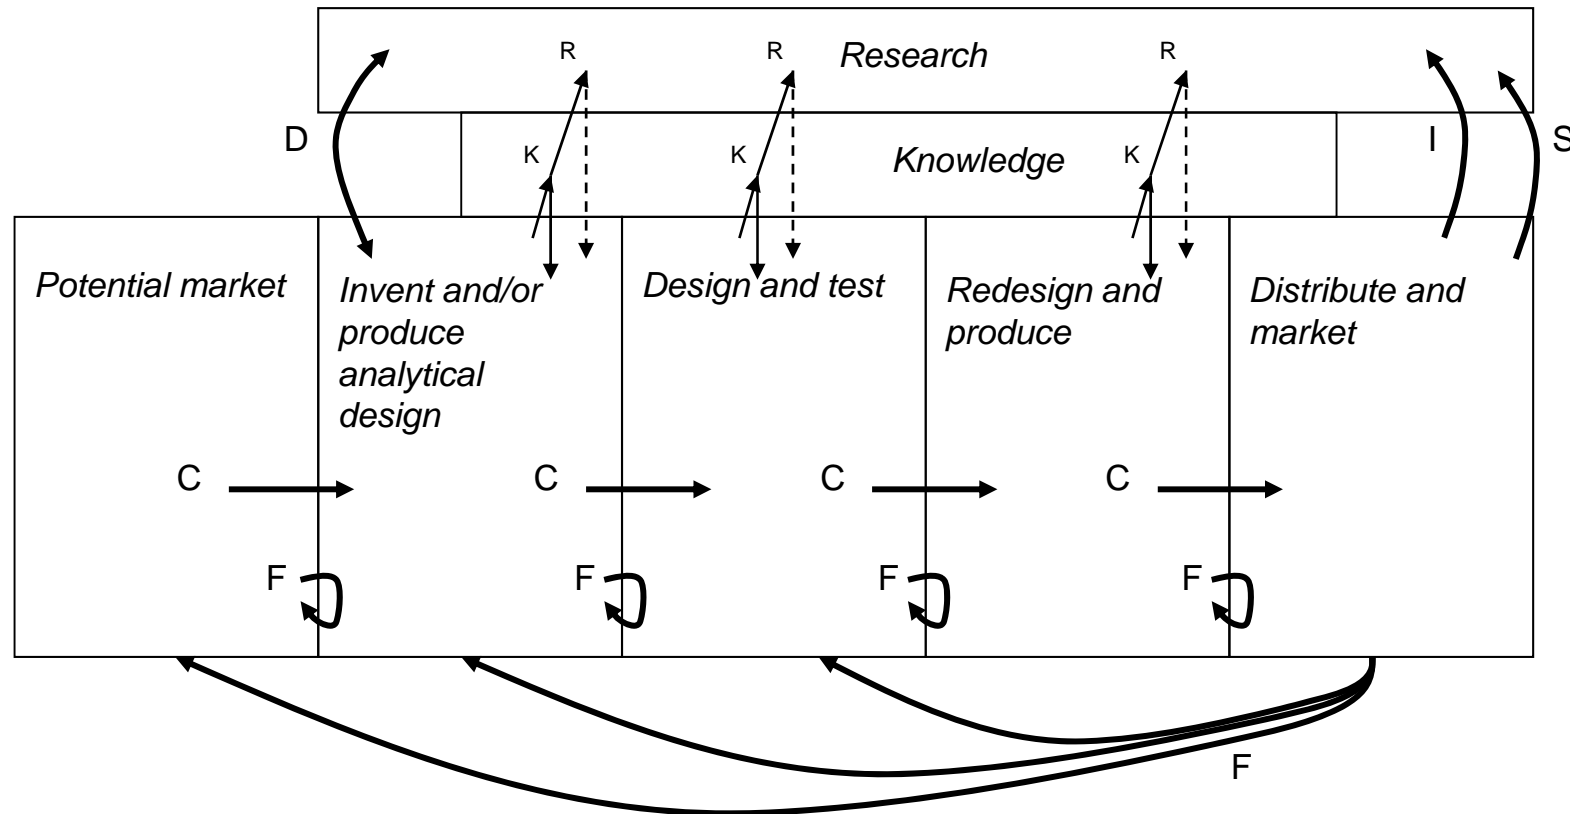 R
R
Research
R
D
K
K
Knowledge
K
I
S
Potential market
Invent and/or
produce
analytical
design
Design and test
Redesign and
produce
Distribute and
market
C
C
C
C
F
F
F
F
F